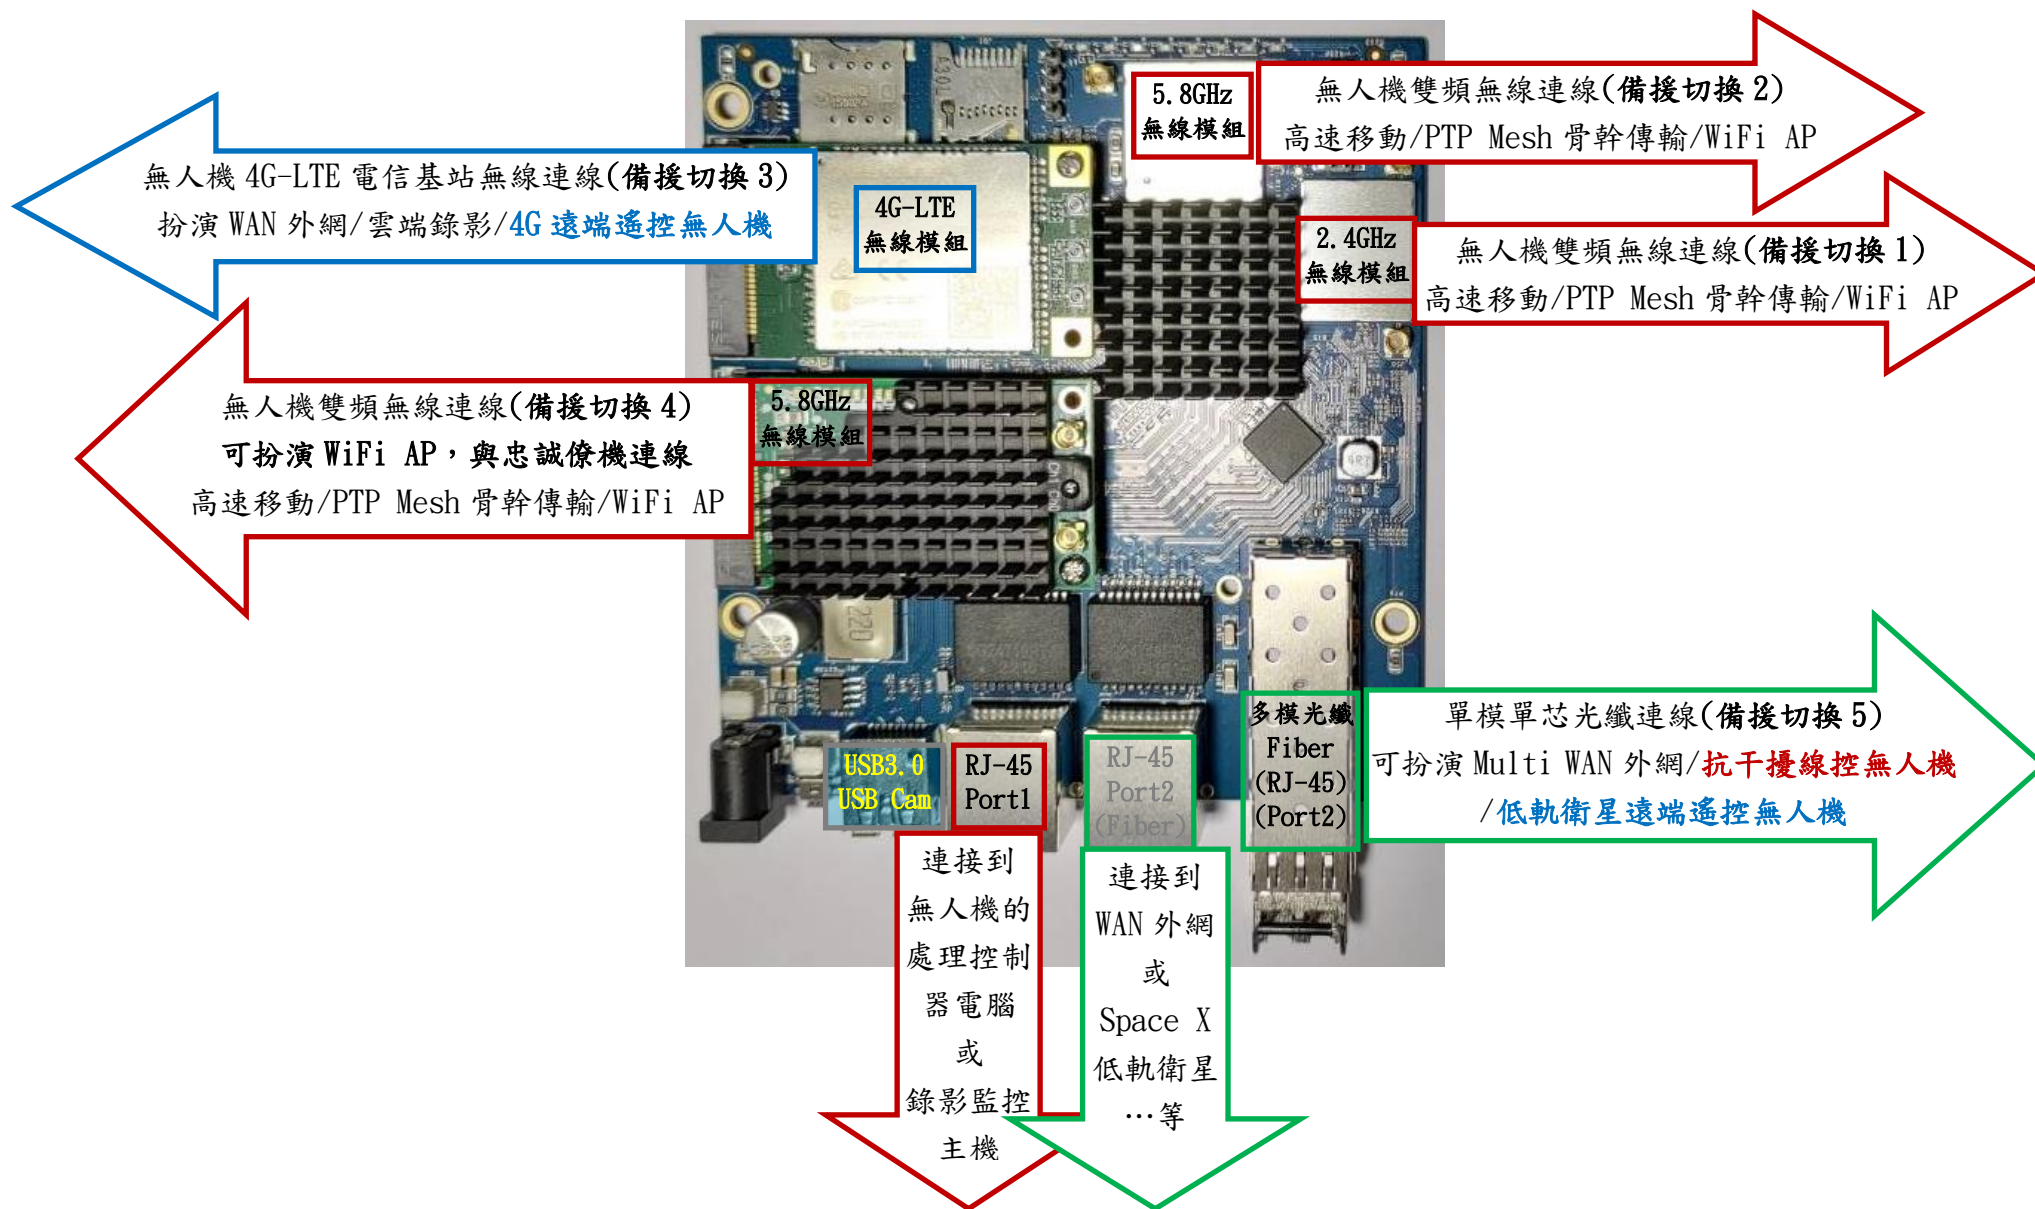 5.8GHz
無線模組
無人機雙頻無線連線(備援切換 2)
高速移動/PTP Mesh 骨幹傳輸/WiFi AP
無人機 4G-LTE 電信基站無線連線(備援切換 3)
扮演 WAN 外網/雲端錄影/4G 遠端遙控無人機
4G-LTE
無線模組
2.4GHz
無線模組
無人機雙頻無線連線(備援切換 1)
高速移動/PTP Mesh 骨幹傳輸/WiFi AP
無人機雙頻無線連線(備援切換 4)
可扮演 WiFi AP，與忠誠僚機連線
高速移動/PTP Mesh 骨幹傳輸/WiFi AP
5.8GHz
無線模組
220
單模單芯光纖連線(備援切換 5)
可扮演 Multi WAN 外網/抗干擾線控無人機
/低軌衛星遠端遙控無人機
多模光纖
Fiber
(RJ-45)
(Port2)
USB3.0
USB Cam
RJ-45
Port1
RJ-45
Port2
(Fiber)
連接到
無人機的
處理控制
器電腦
或
錄影監控
主機
連接到
WAN 外網
或
Space X
低軌衛星
…等